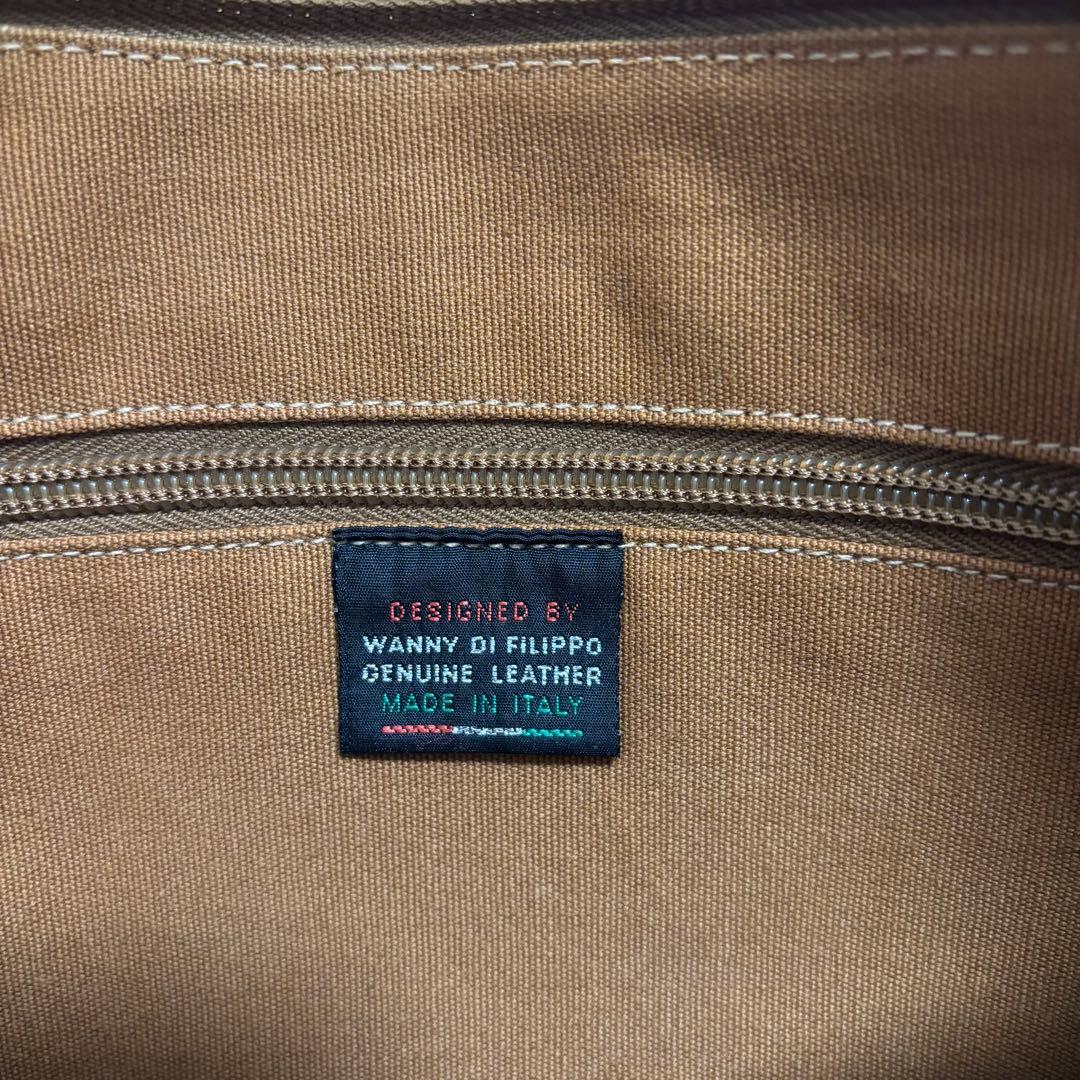 DESIGNED BY
WANNY DI FiLIPPO
GENUINE LEATHER
MADE IN ITALY